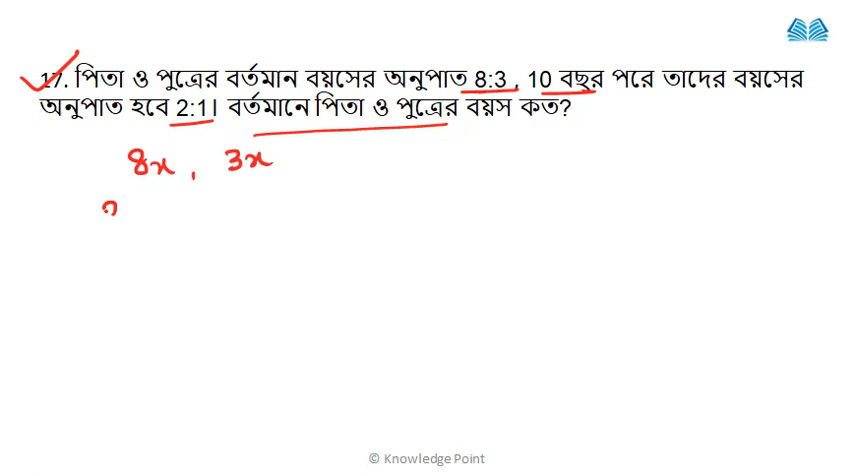 17. পিতা ও পুত্রের বর্তমান বয়সের অনুপাত 8:3 , 10 বছর পরে তাদের বয়সের
অনুপাত হবে 2:1। বর্তমানে পিতা ও পুত্রের বয়স কত?
8x , 3x
© Knowledge Point